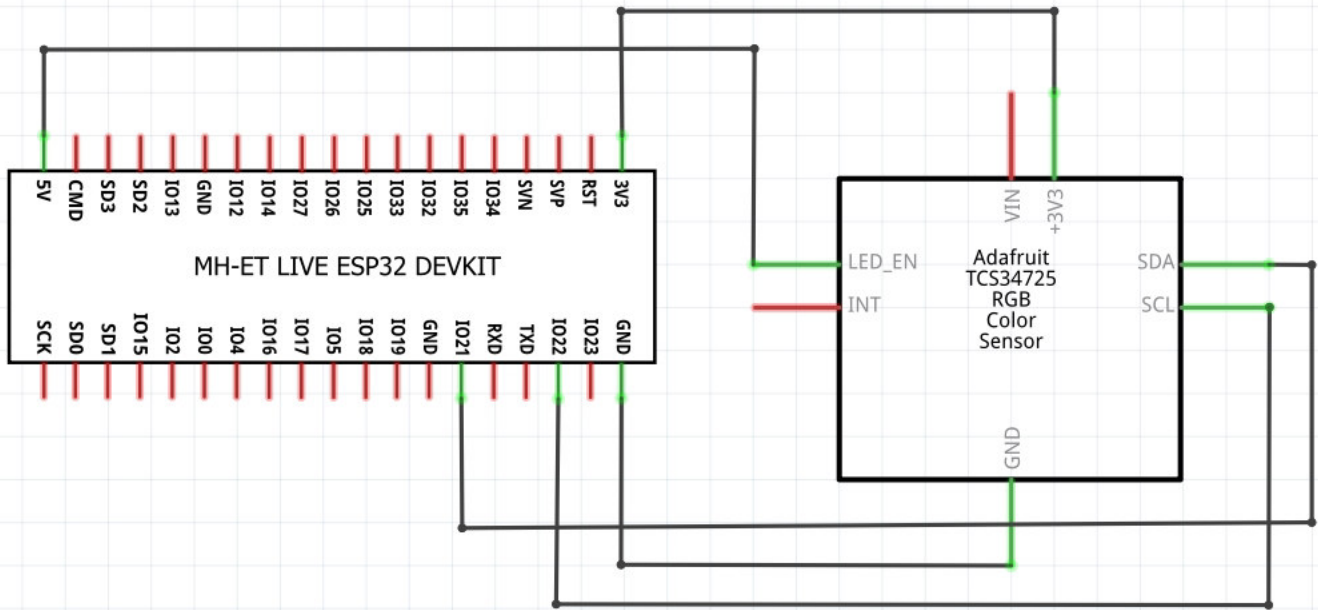 5V
CMD
SD3
SD2
IO13
GND
IO12
IO14
IO27
IO26
IO25
IO33
IO32
IO35
IO34
SVN
SVP
RST
3V3
MH-ET LIVE ESP32 DEVKIT
SCK
SD0
SD1
IO15
IO2
IO0
IO4
IO16
IO17
IO5
IO18
IO19
GND
IO21
RXD
TXD
IO22
IO23
GND
VIN
+3V3
LED_EN
INT
Adafruit
TCS34725
RGB
Color
Sensor
SDA
SCL
GND